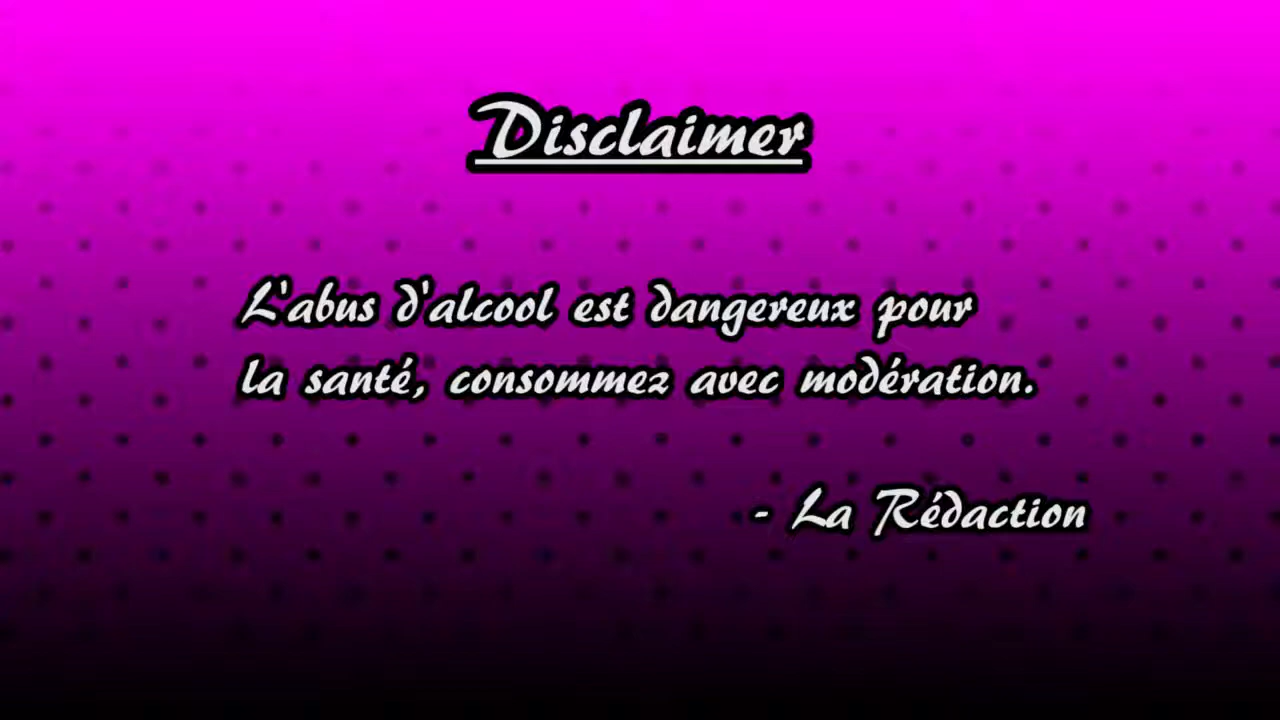 Disclaimer
L'abus d'alcool est dangereux pour
la santé, consommez avec modération.
- La Rédaction